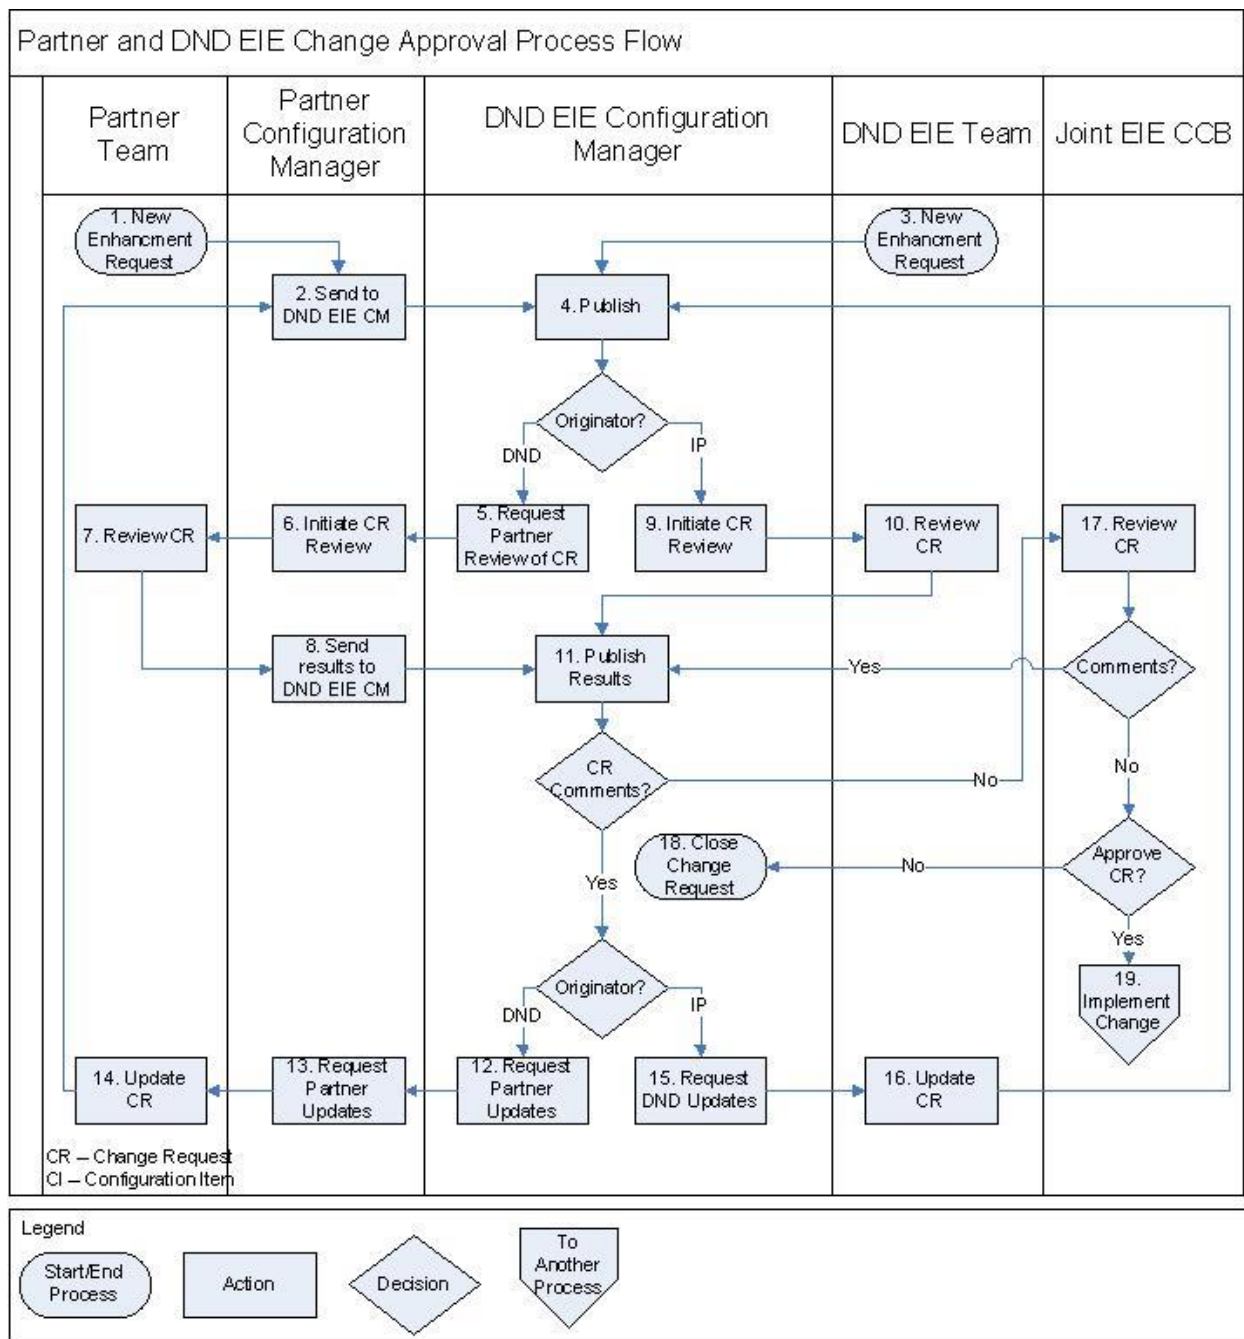 Partner and DND EIE Change Approval Process Flow
Partner
Team
Partner
Configuration
Manager
DND EIE Configuration
Manager
DND EIE Team
Joint EIE CCB
1. New
Enhancment
Request
3. New
Enhancment
Request
2. Send to
DND EIE CM
4. Publish
Originator?
DND
IP
7. Review CR
6. Initiate CR
Review
5. Request
Partner
Review of CR
9. Initiate CR
Review
10. Review
CR
17. Review
CR
8. Send
results to
DND EIE CM
11. Publish
Results
Yes
Comments?
CR
Comments?
No
No
18. Close
Change
Request
No
Approve
CR?
Yes
Yes
Originator?
DND
IP
19.
Implement
Change
14. Update
CR
13. Request
Partner
Updates
12. Request
Partner
Updates
15. Request
DND Updates
16. Update
CR
CR – Change Request
CI – Configuration Item
Legend
Start/End
Process
Action
Decision
To
Another
Process